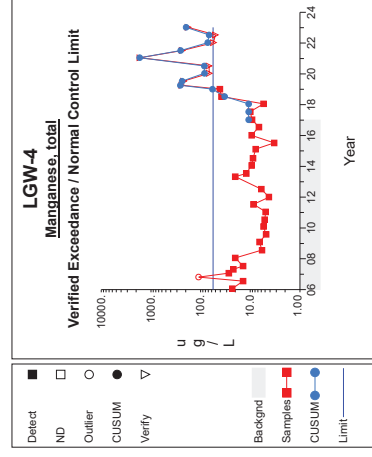 LGW-4
Manganese, total
Verified Exceedance / Normal Control Limit
10000.
1000.
100.
10.0
1.00
ug/L
06 08 10 12 14 16 18 20 22 24
Year
Detect
ND
Outlier
CUSUM
Verify
Backgnd
Samples
CUSUM
Limit